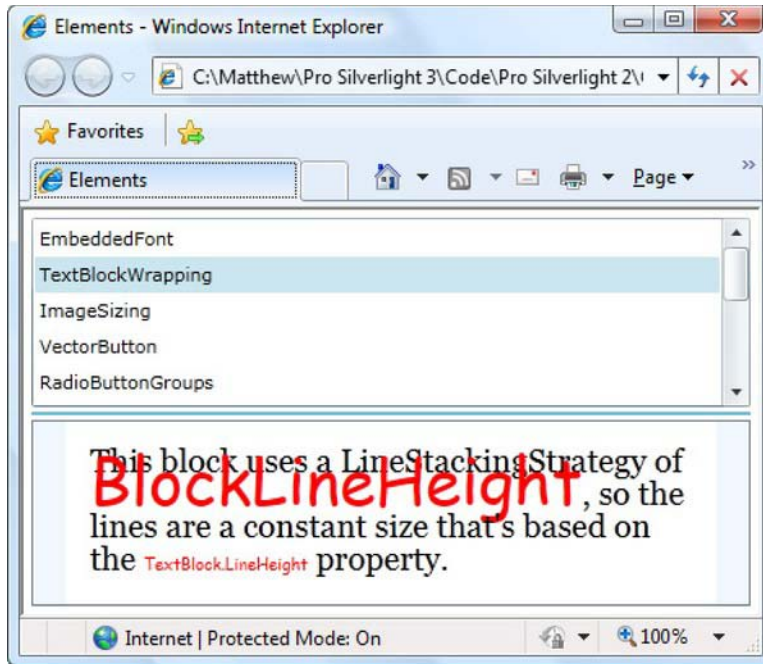 Elements - Windows Internet Explorer
C:\Matthew\Pro Silverlight 3\Code\Pro Silverlight 2\
Favorites
Elements
Page
EmbeddedFont
TextBlockWrapping
ImageSizing
VectorButton
RadioButtonGroups
This block uses a LineStackingStrategy of
BlockLineHeight, so the
lines are a constant size that's based on
the TextBlock.LineHeight property.
Internet | Protected Mode: On
100%